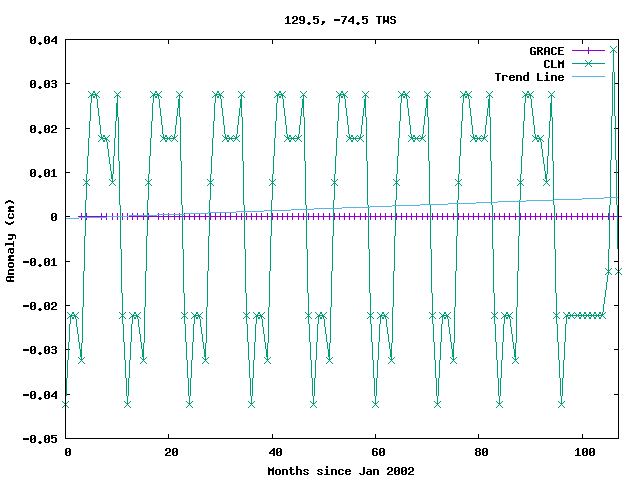 129.5, -74.5 TWS
GRACE
CLM
Trend Line
0.04
0.03
0.02
0.01
0
-0.01
-0.02
-0.03
-0.04
-0.05
Anomaly (cm)
0 20 40 60 80 100
Months since Jan 2002